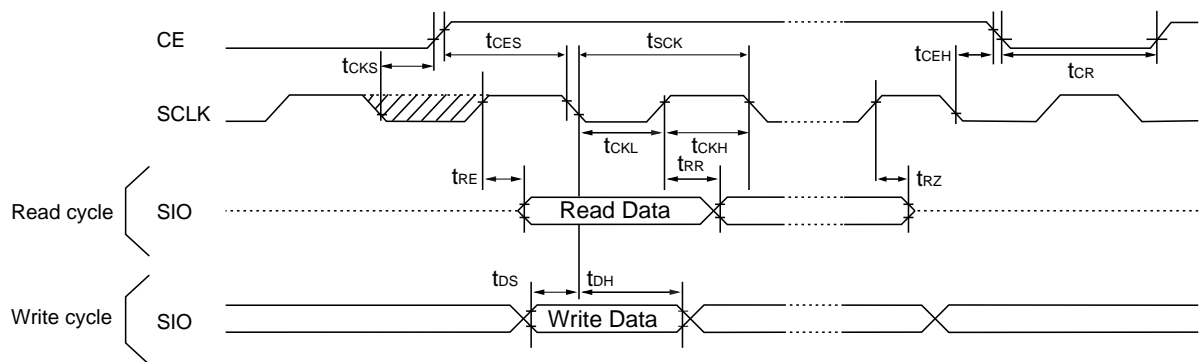 CE
tCKS
tCES
tSCK
tCEH
tCR
SCLK
tCKL
tCKH
tRE
tRR
tRZ
Read cycle
SIO
Read Data
tDS
tDH
Write cycle
SIO
Write Data